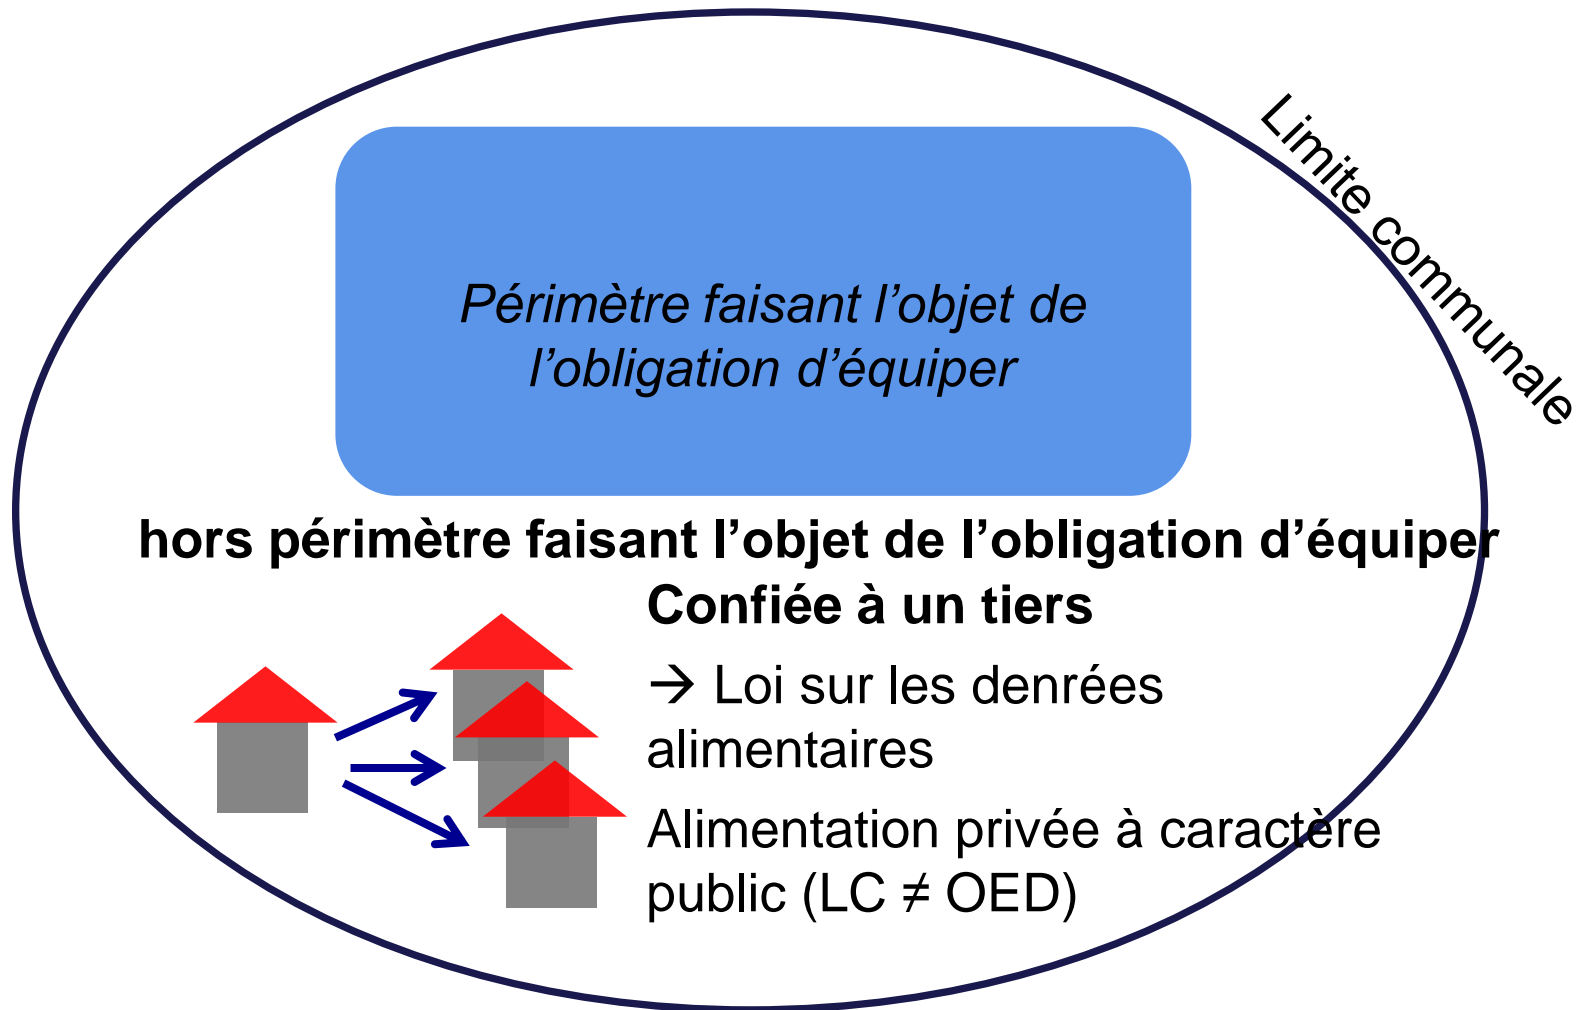 Limite communale
Périmètre faisant l’objet de
l’obligation d’équiper
hors périmètre faisant l’objet de l’obligation d’équiper
Confiée à un tiers
→ Loi sur les denrées
alimentaires
Alimentation privée à caractère
public (LC ≠ OED)